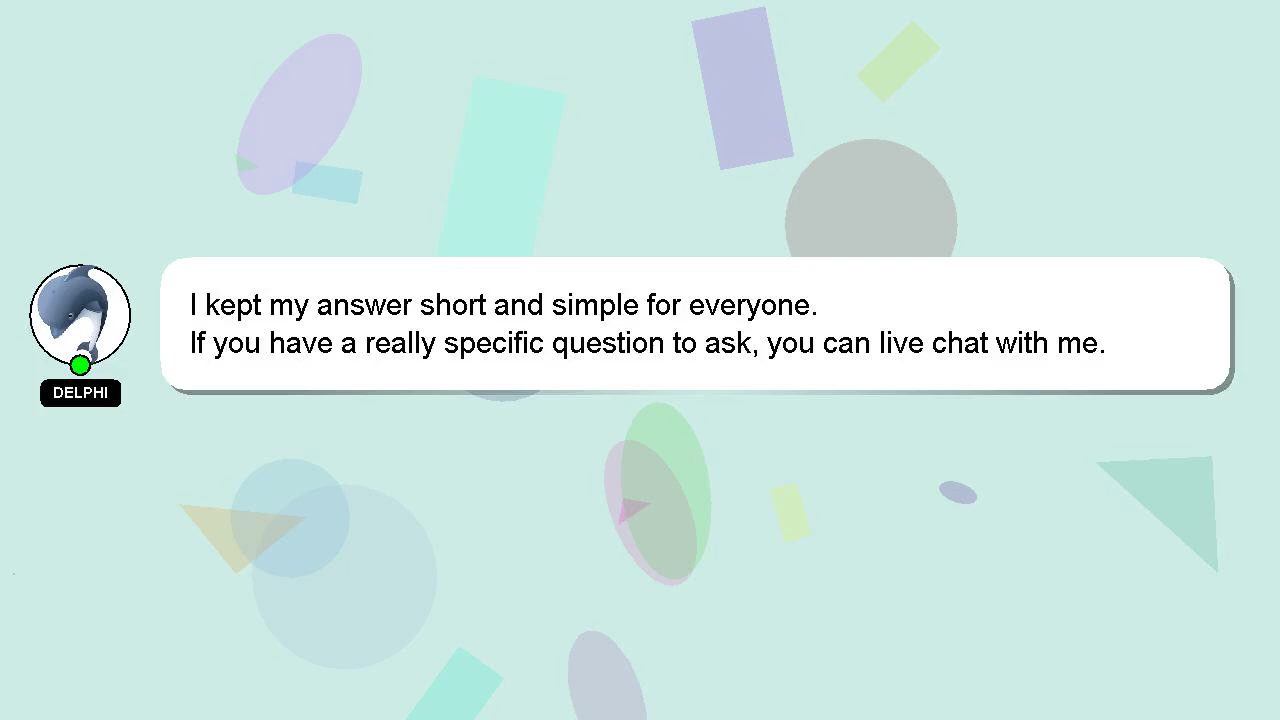 I kept my answer short and simple for everyone.
If you have a really specific question to ask, you can live chat with me.
DELPHI